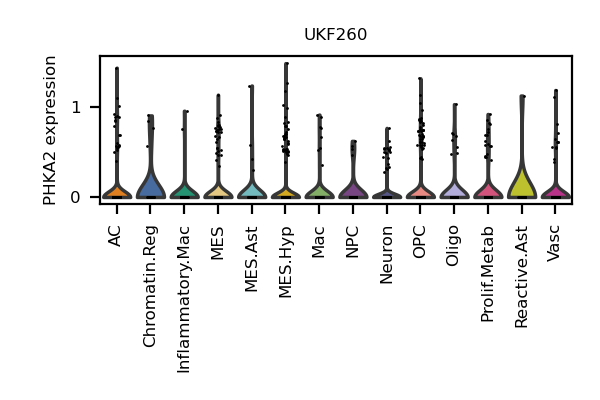 UKF260
PHKA2 expression
1
0
AC
Chromatin.Reg
Inflammatory.Mac
MES
MES.Ast
MES.Hyp
Mac
NPC
Neuron
OPC
Oligo
Prolif.Metab
Reactive.Ast
Vasc